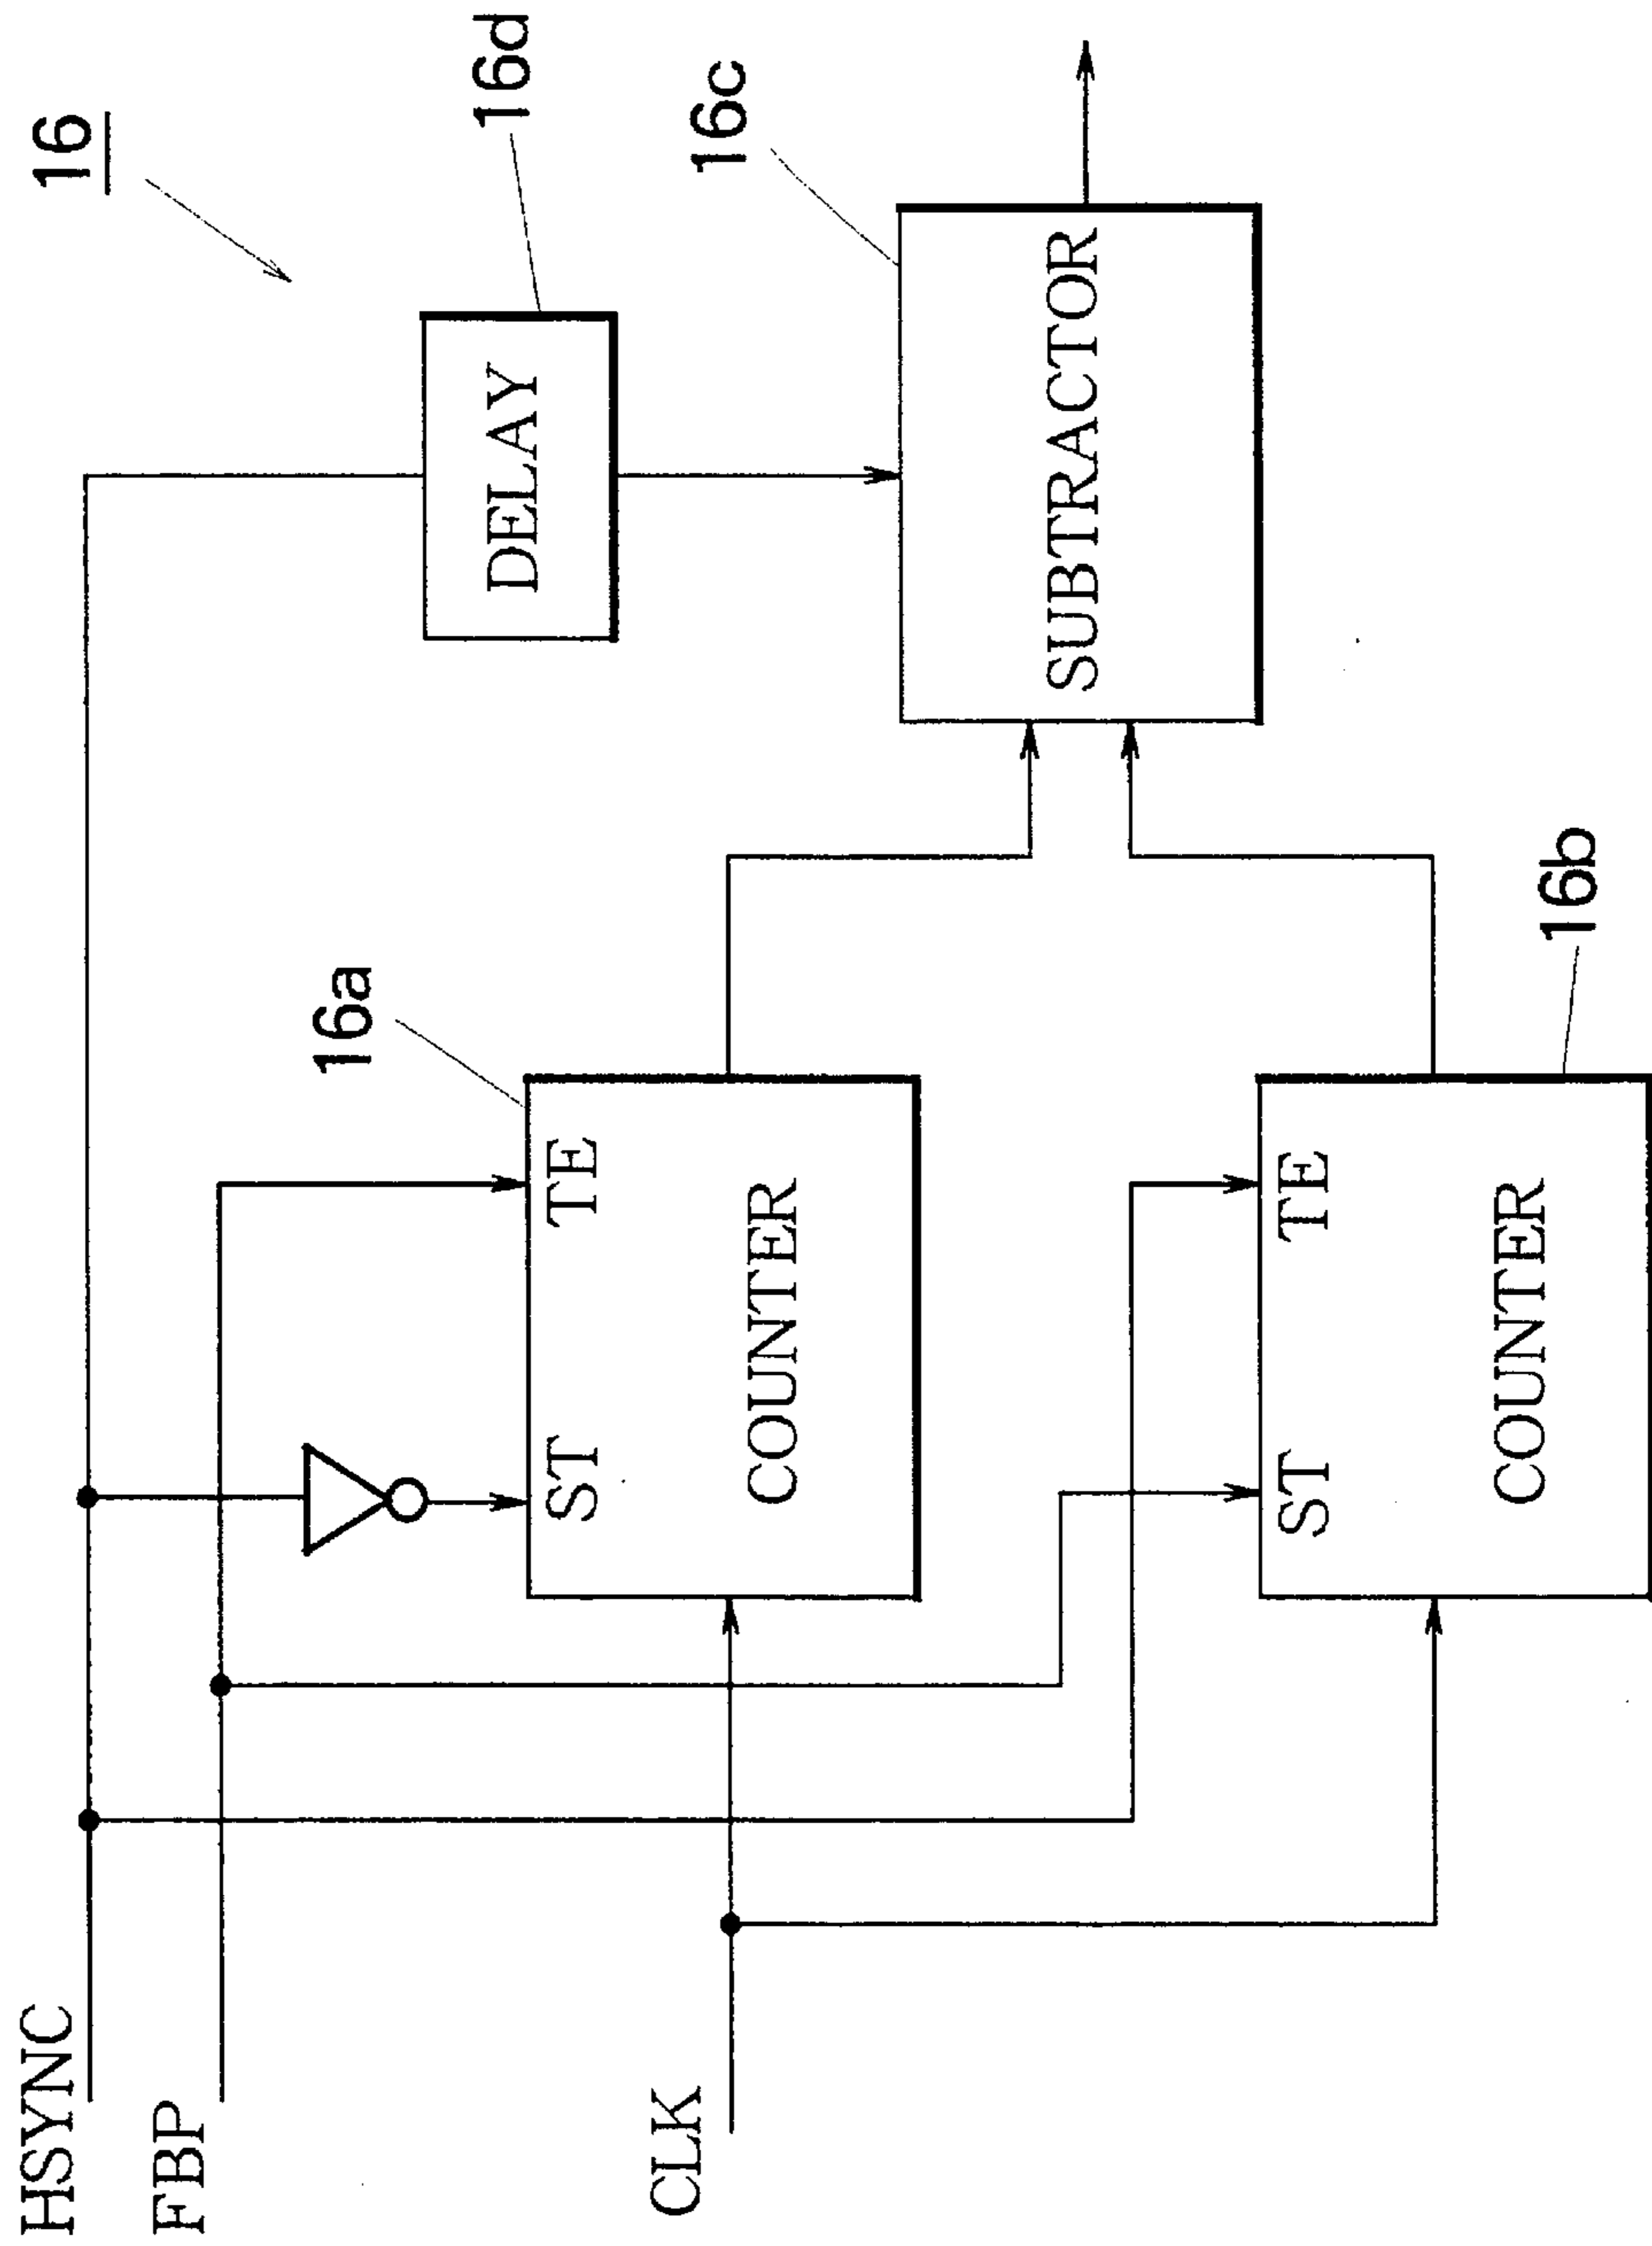 16
16d
16c
DELAY
SUBTRACTOR
16a
16b
ST TE
COUNTER
ST TE
COUNTER
HSYNC
FBP
CLK